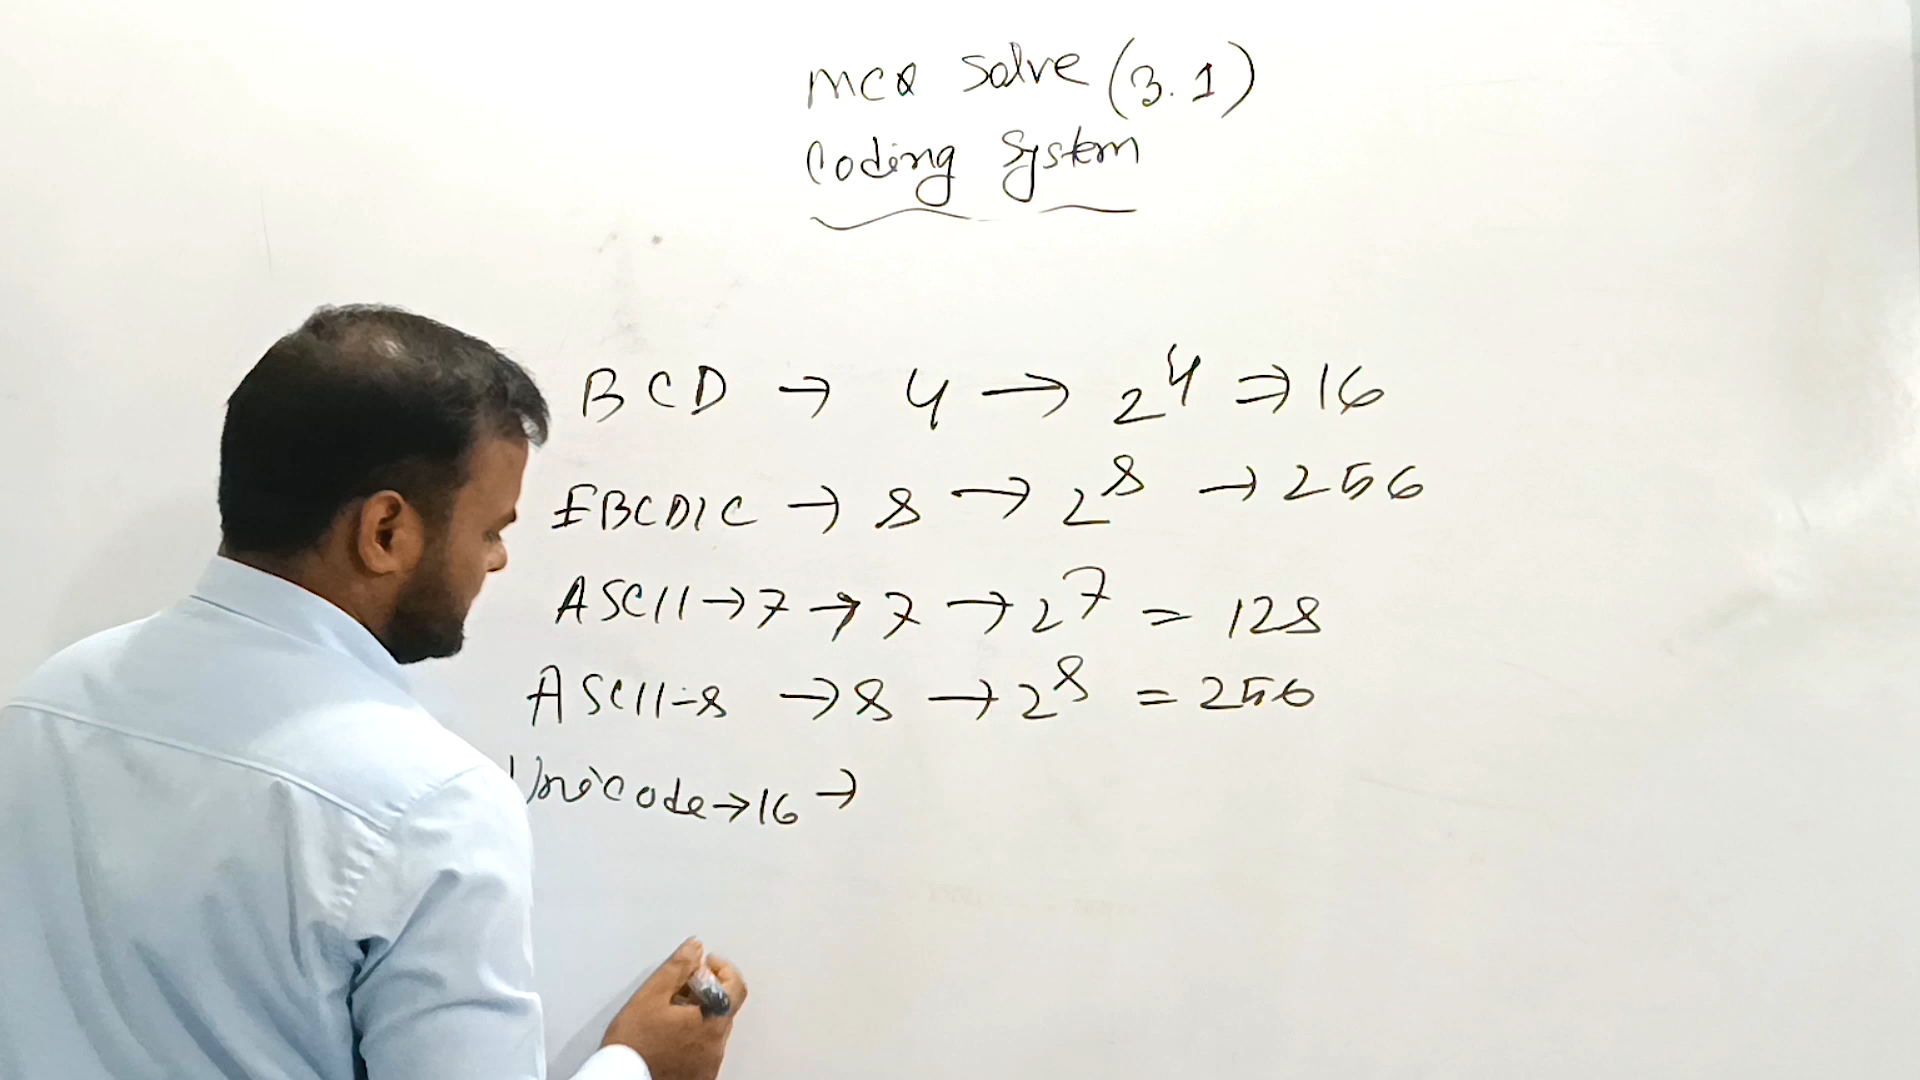 MCQ Solve (3.1)
Coding System
BCD → 4 → 2⁴ ⇒ 16
EBCDIC → 8 → 2⁸ → 256
ASCII → 7 → 7 → 2⁷ = 128
ASCII-8 → 8 → 2⁸ = 256
Unicode → 16 →